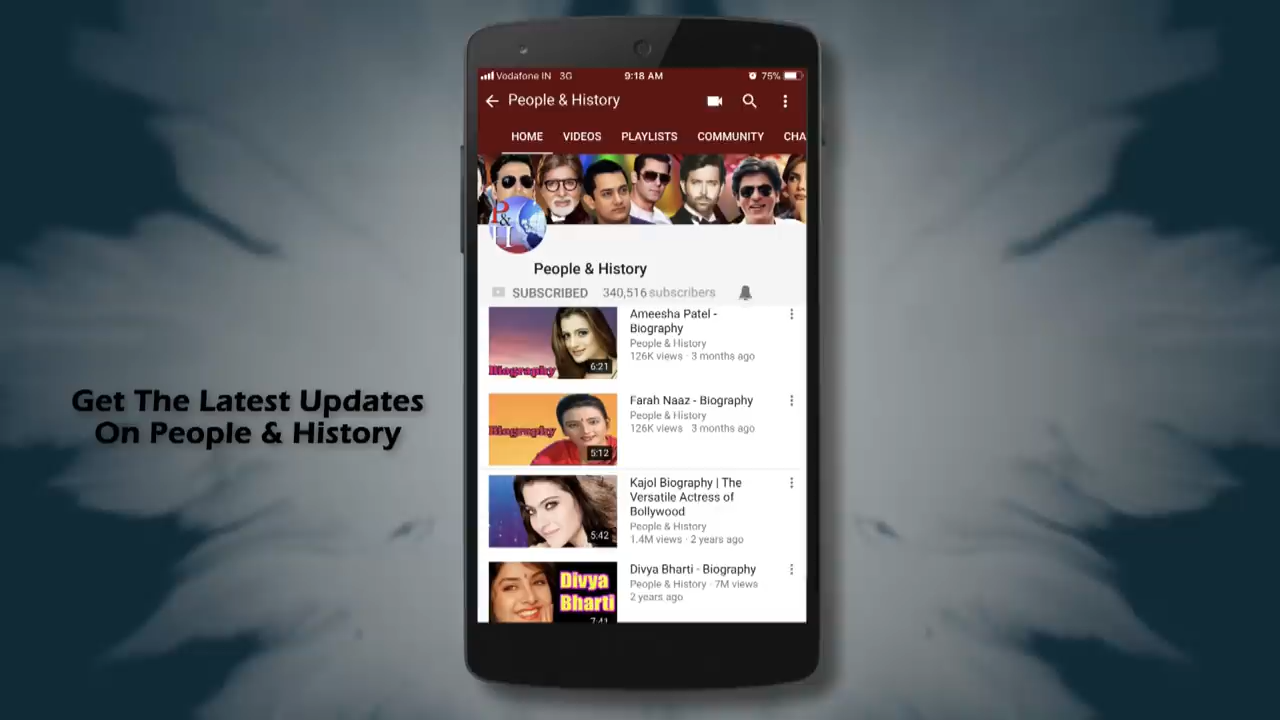 Vodafone IN 3G 9:18 AM 75%
People & History
HOME VIDEOS PLAYLISTS COMMUNITY CHA
P
&
H
People & History
SUBSCRIBED 340,516 subscribers
Ameesha Patel -
Biography
People & History
126K views · 3 months ago
Biography
6:21
Farah Naaz - Biography
People & History
126K views 3 months ago
Biography
5:12
Kajol Biography | The
Versatile Actress of
Bollywood
People & History
1.4M views · 2 years ago
5:42
Divya Bharti - Biography
People & History · 7M views
2 years ago
Divya
Bharti
7:41
Get The Latest Updates
On People & History